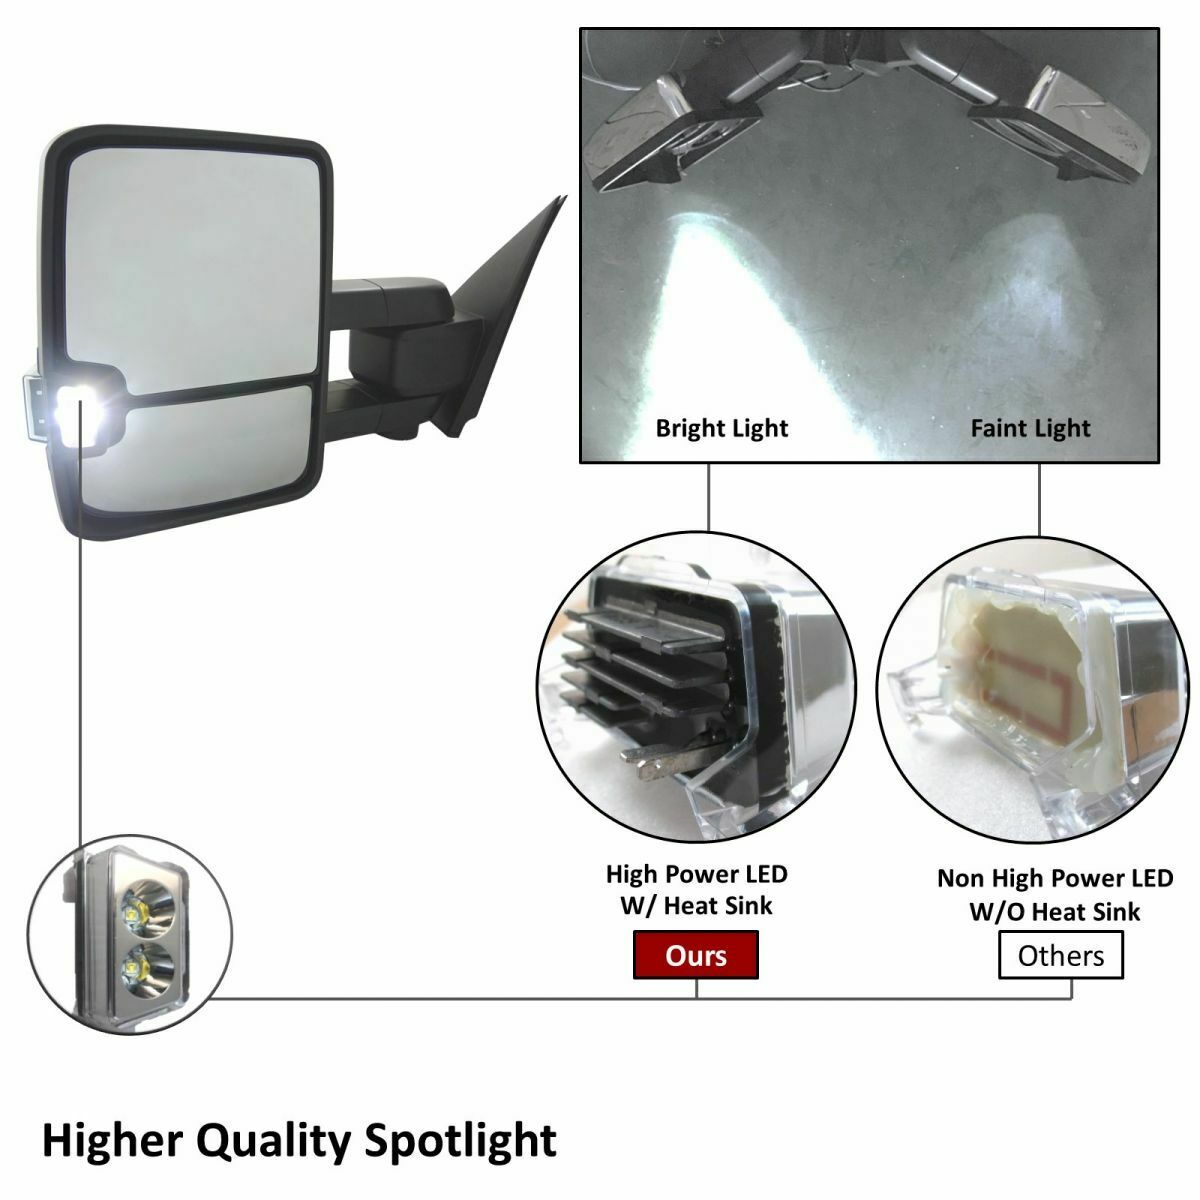 Bright Light
Faint Light
High Power LED
W/ Heat Sink
Ours
Non High Power LED
W/O Heat Sink
Others
Higher Quality Spotlight